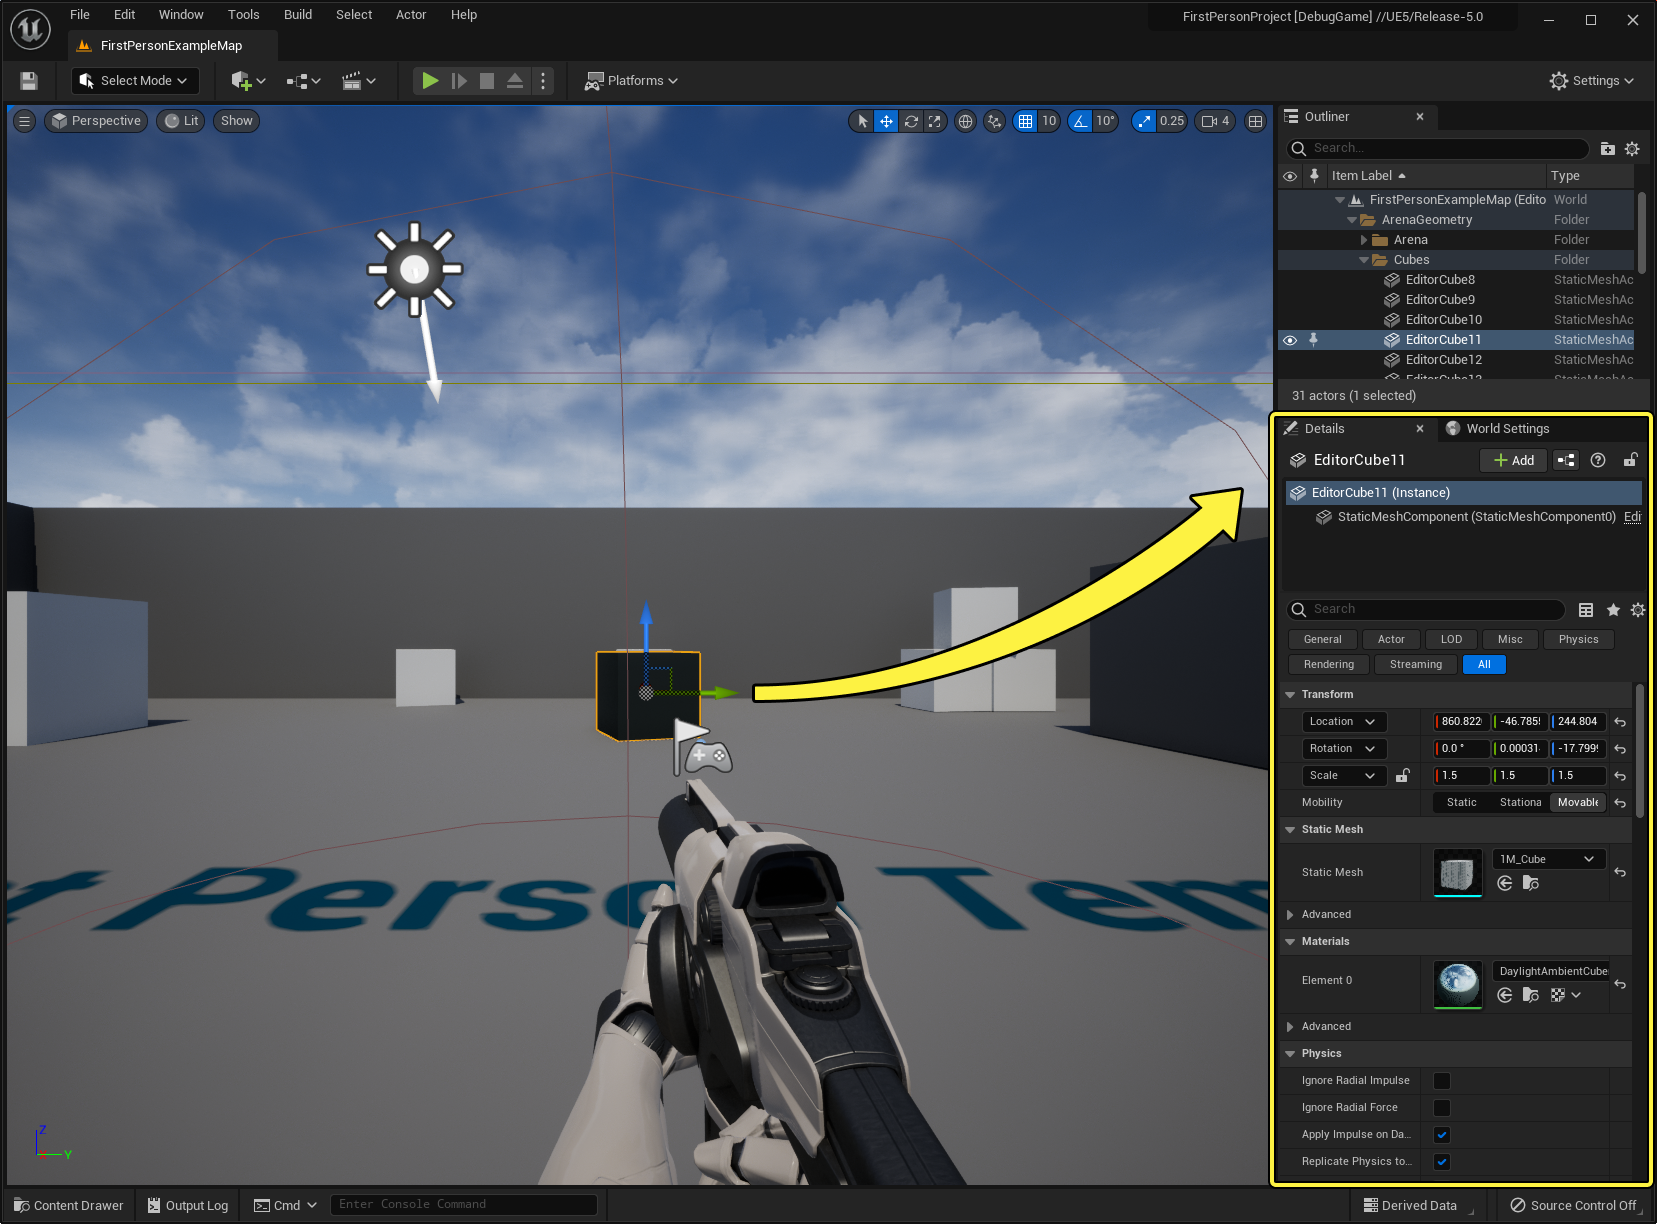 File Edit Window Tools Build Select Actor Help
FirstPersonProject [DebugGame] //UE5/Release-5.0
FirstPersonExampleMap
Select Mode
Platforms
Settings
Perspective Lit Show
10 10° 0.25 4
Outliner
Search...
Item Label Type
FirstPersonExampleMap (Edito World
ArenaGeometry Folder
Arena Folder
Cubes Folder
EditorCube8 StaticMeshAc
EditorCube9 StaticMeshAc
EditorCube10 StaticMeshAc
EditorCube11 StaticMeshAc
EditorCube12 StaticMeshAc
31 actors (1 selected)
Details World Settings
EditorCube11
Add
EditorCube11 (Instance)
StaticMeshComponent (StaticMeshComponent0) Edi
Search
General Actor LOD Misc Physics
Rendering Streaming All
Transform
Location 860.822 -46.785 244.804
Rotation 0.0 ° 0.00031 -17.799
Scale 1.5 1.5 1.5
Mobility Static Stationa Movable
Static Mesh
Static Mesh 1M_Cube
Advanced
Materials
Element 0 DaylightAmbientCube
Advanced
Physics
Ignore Radial Impulse
Ignore Radial Force
Apply Impulse on Da...
Replicate Physics to...
Person Tem
Z
Y
Content Drawer Output Log Cmd Enter Console Command
Derived Data Source Control Off